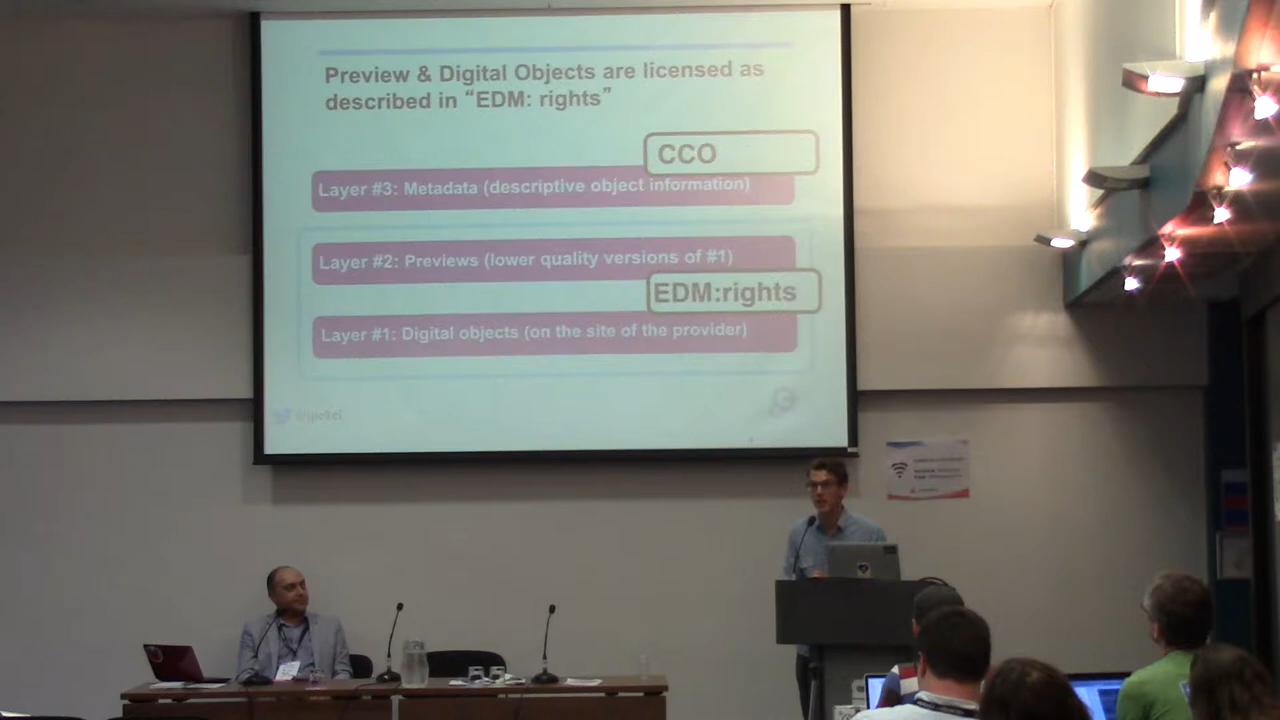 Preview & Digital Objects are licensed as
described in “EDM: rights”
CCO
Layer #3: Metadata (descriptive object information)
Layer #2: Previews (lower quality versions of #1)
EDM:rights
Layer #1: Digital objects (on the site of the provider)